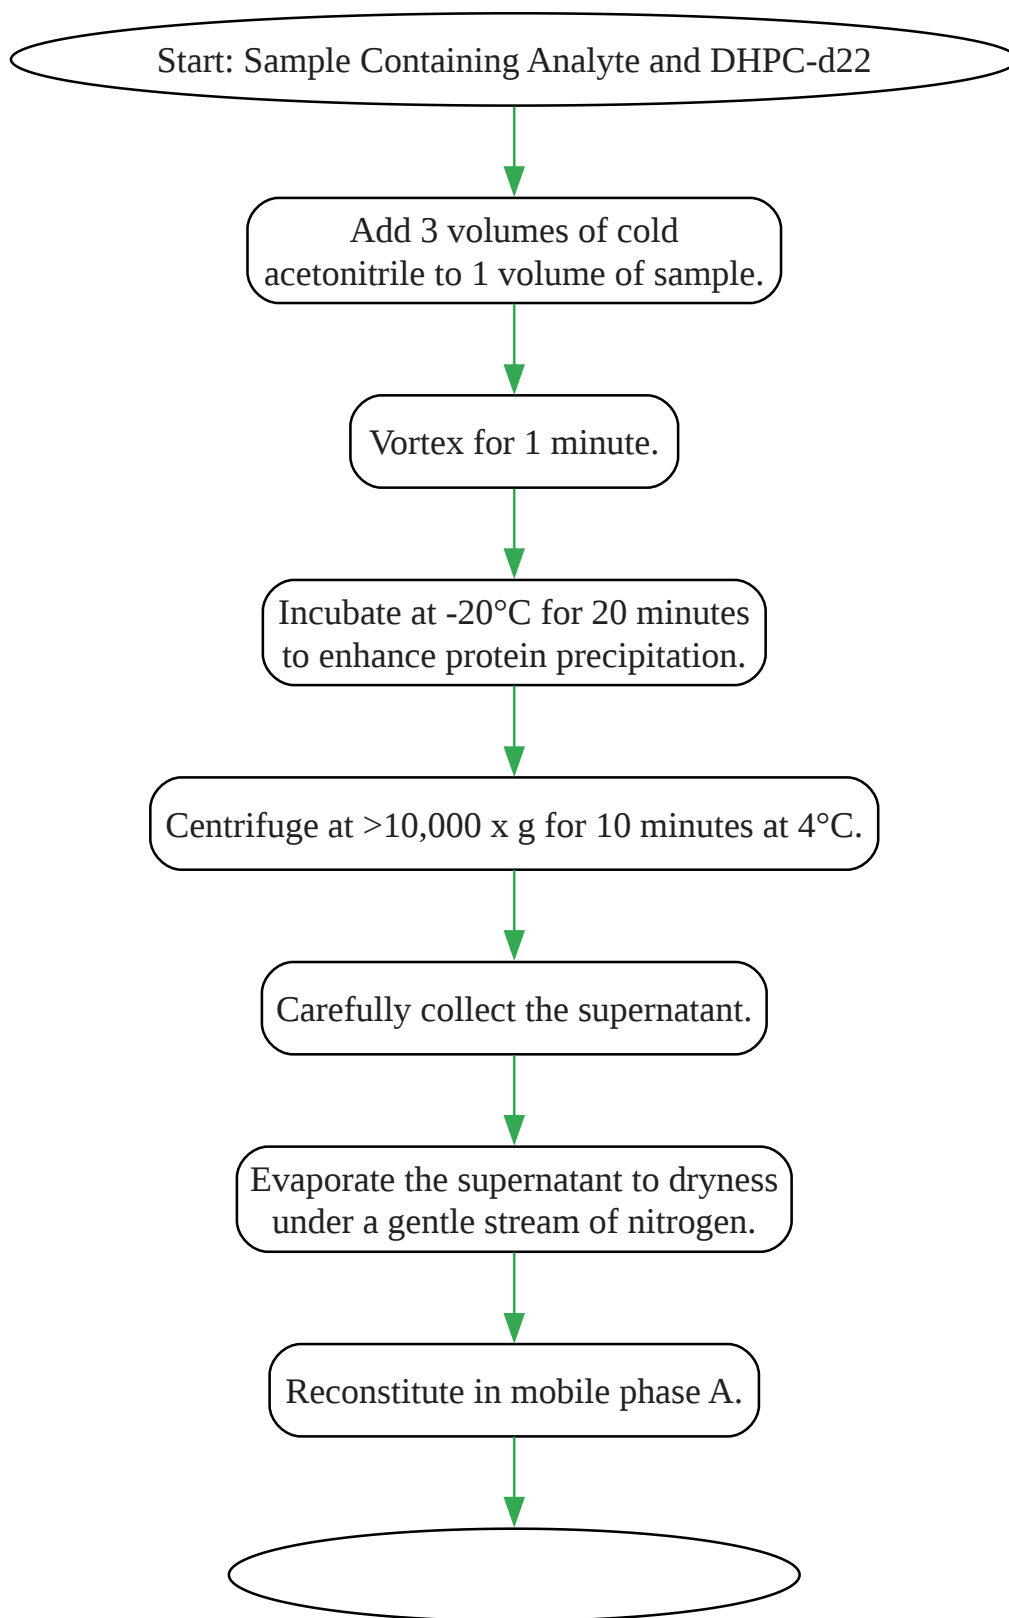 Start: Sample Containing Analyte and DHPC-d22
Add 3 volumes of cold
acetonitrile to 1 volume of sample.
Vortex for 1 minute.
Incubate at -20°C for 20 minutes
to enhance protein precipitation.
Centrifuge at >10,000 x g for 10 minutes at 4°C.
Carefully collect the supernatant.
Evaporate the supernatant to dryness
under a gentle stream of nitrogen.
Reconstitute in mobile phase A.